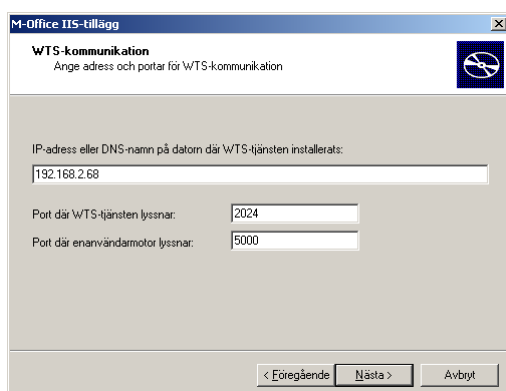 M-Office IIS-tillägg
WTS-kommunikation
Ange adress och portar för WTS-kommunikation
IP-adress eller DNS-namn på datorn där WTS-tjänsten installerats:
192.168.2.68
Port där WTS-tjänsten lyssnar: 2024
Port där enanvändarmotor lyssnar: 5000
< Föregående Nästa > Avbryt